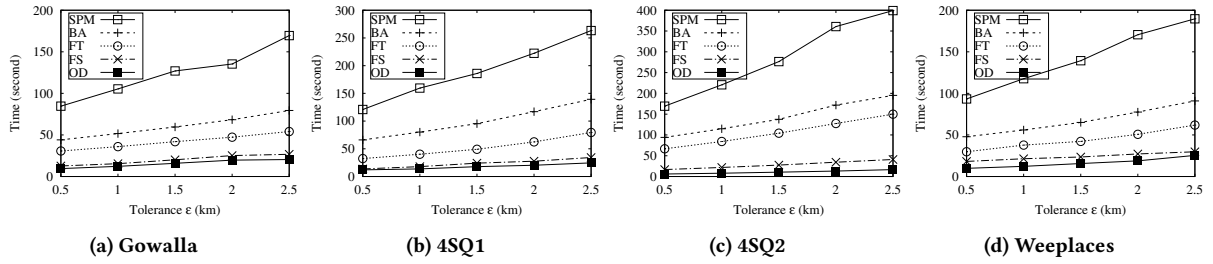 200
150
100
50
0
Time (second)
SPM
BA
FT
FS
OD
0.5 1 1.5 2 2.5
Tolerance ε (km)
(a) Gowalla
300
250
200
150
100
50
0
Time (second)
SPM
BA
FT
FS
OD
0.5 1 1.5 2 2.5
Tolerance ε (km)
(b) 4SQ1
400
350
300
250
200
150
100
50
0
Time (second)
SPM
BA
FT
FS
OD
0.5 1 1.5 2 2.5
Tolerance ε (km)
(c) 4SQ2
200
150
100
50
0
Time (second)
SPM
BA
FT
FS
OD
0.5 1 1.5 2 2.5
Tolerance ε (km)
(d) Weeplaces